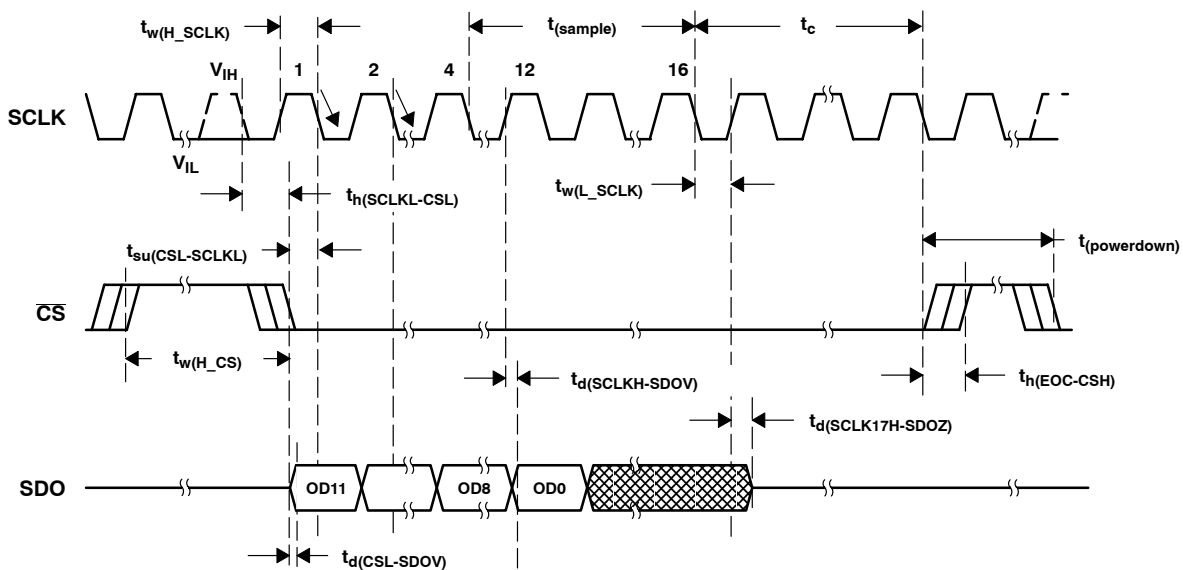 tw(H_SCLK)
t(sample)
tc
VIH
1
2
4
12
16
SCLK
VIL
th(SCLKL-CSL)
tw(L_SCLK)
tsu(CSL-SCLKL)
t(powerdown)
CS
tw(H_CS)
td(SCLKH-SDOV)
th(EOC-CSH)
td(SCLK17H-SDOZ)
SDO
OD11
OD8
OD0
td(CSL-SDOV)